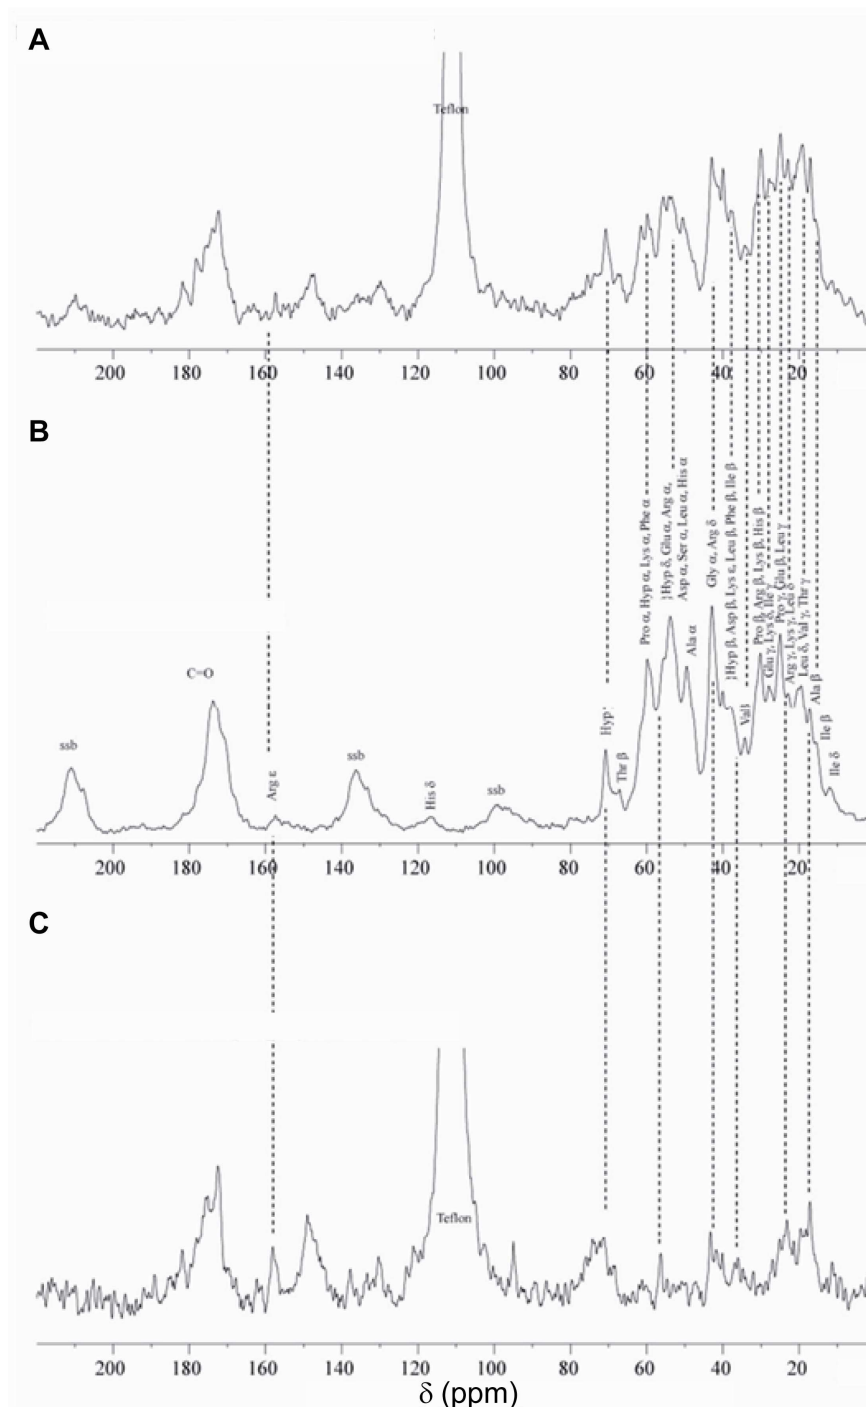 A
Teflon
200 180 160 140 120 100 80 60 40 20
B
ssb
C=O
Arg ε
ssb
His δ
ssb
Hyp
Thr β
Pro α, Hyp α, Lys α, Phe α
}Hyp δ, Glu α, Arg α,
Asp α, Ser α, Leu α, His α
Ala α
Gly α, Arg δ
}Hyp β, Asp β, Lys ε, Leu β, Phe β, Ile β
Valβ
Pro β, Arg β, Lys β, His β
Glu γ, Lys δ, Ile γ
Pro γ, Glu β, Leu γ
Arg γ, Lys γ, Leu δ
Leu δ, Val γ, Thr γ
Ala β
Ile β
Ile δ
200 180 160 140 120 100 80 60 40 20
C
Teflon
200 180 160 140 120 100 80 60 40 20
δ (ppm)